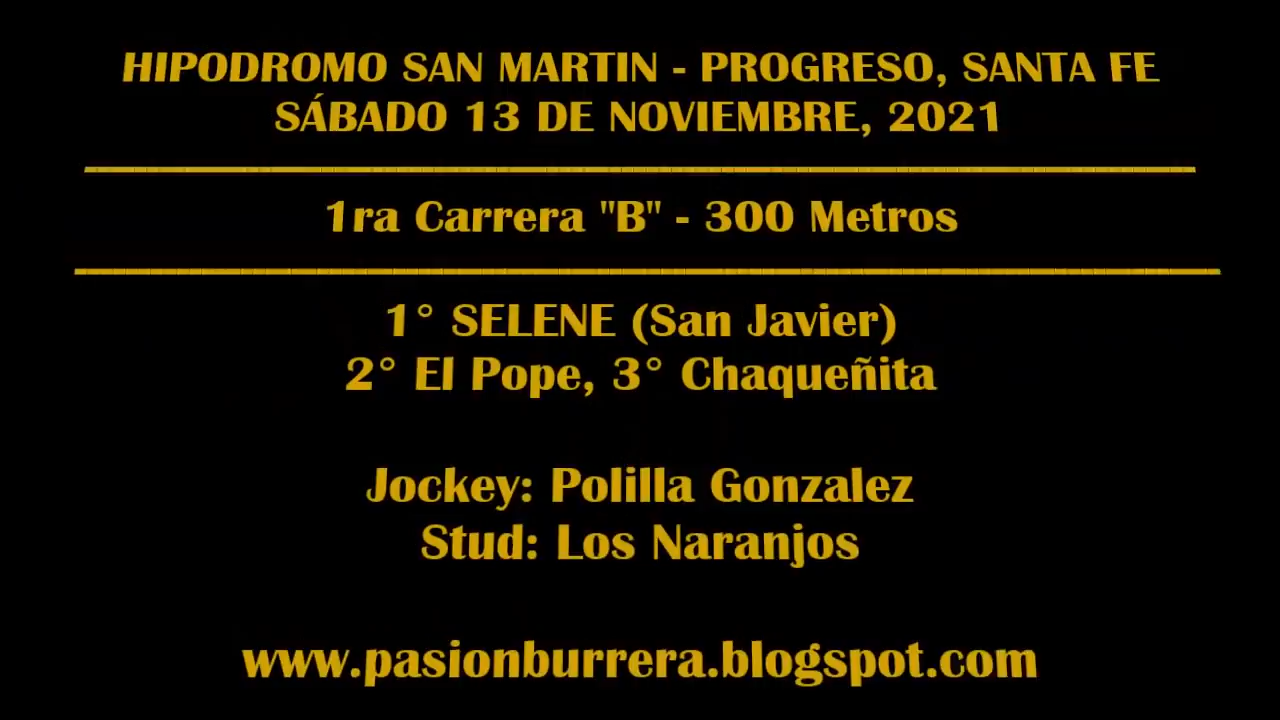 HIPODROMO SAN MARTIN - PROGRESO, SANTA FE
SÁBADO 13 DE NOVIEMBRE, 2021
1ra Carrera "B" - 300 Metros
1° SELENE (San Javier)
2° El Pope, 3° Chaqueñita
Jockey: Polilla Gonzalez
Stud: Los Naranjos
www.pasionburrera.blogspot.com